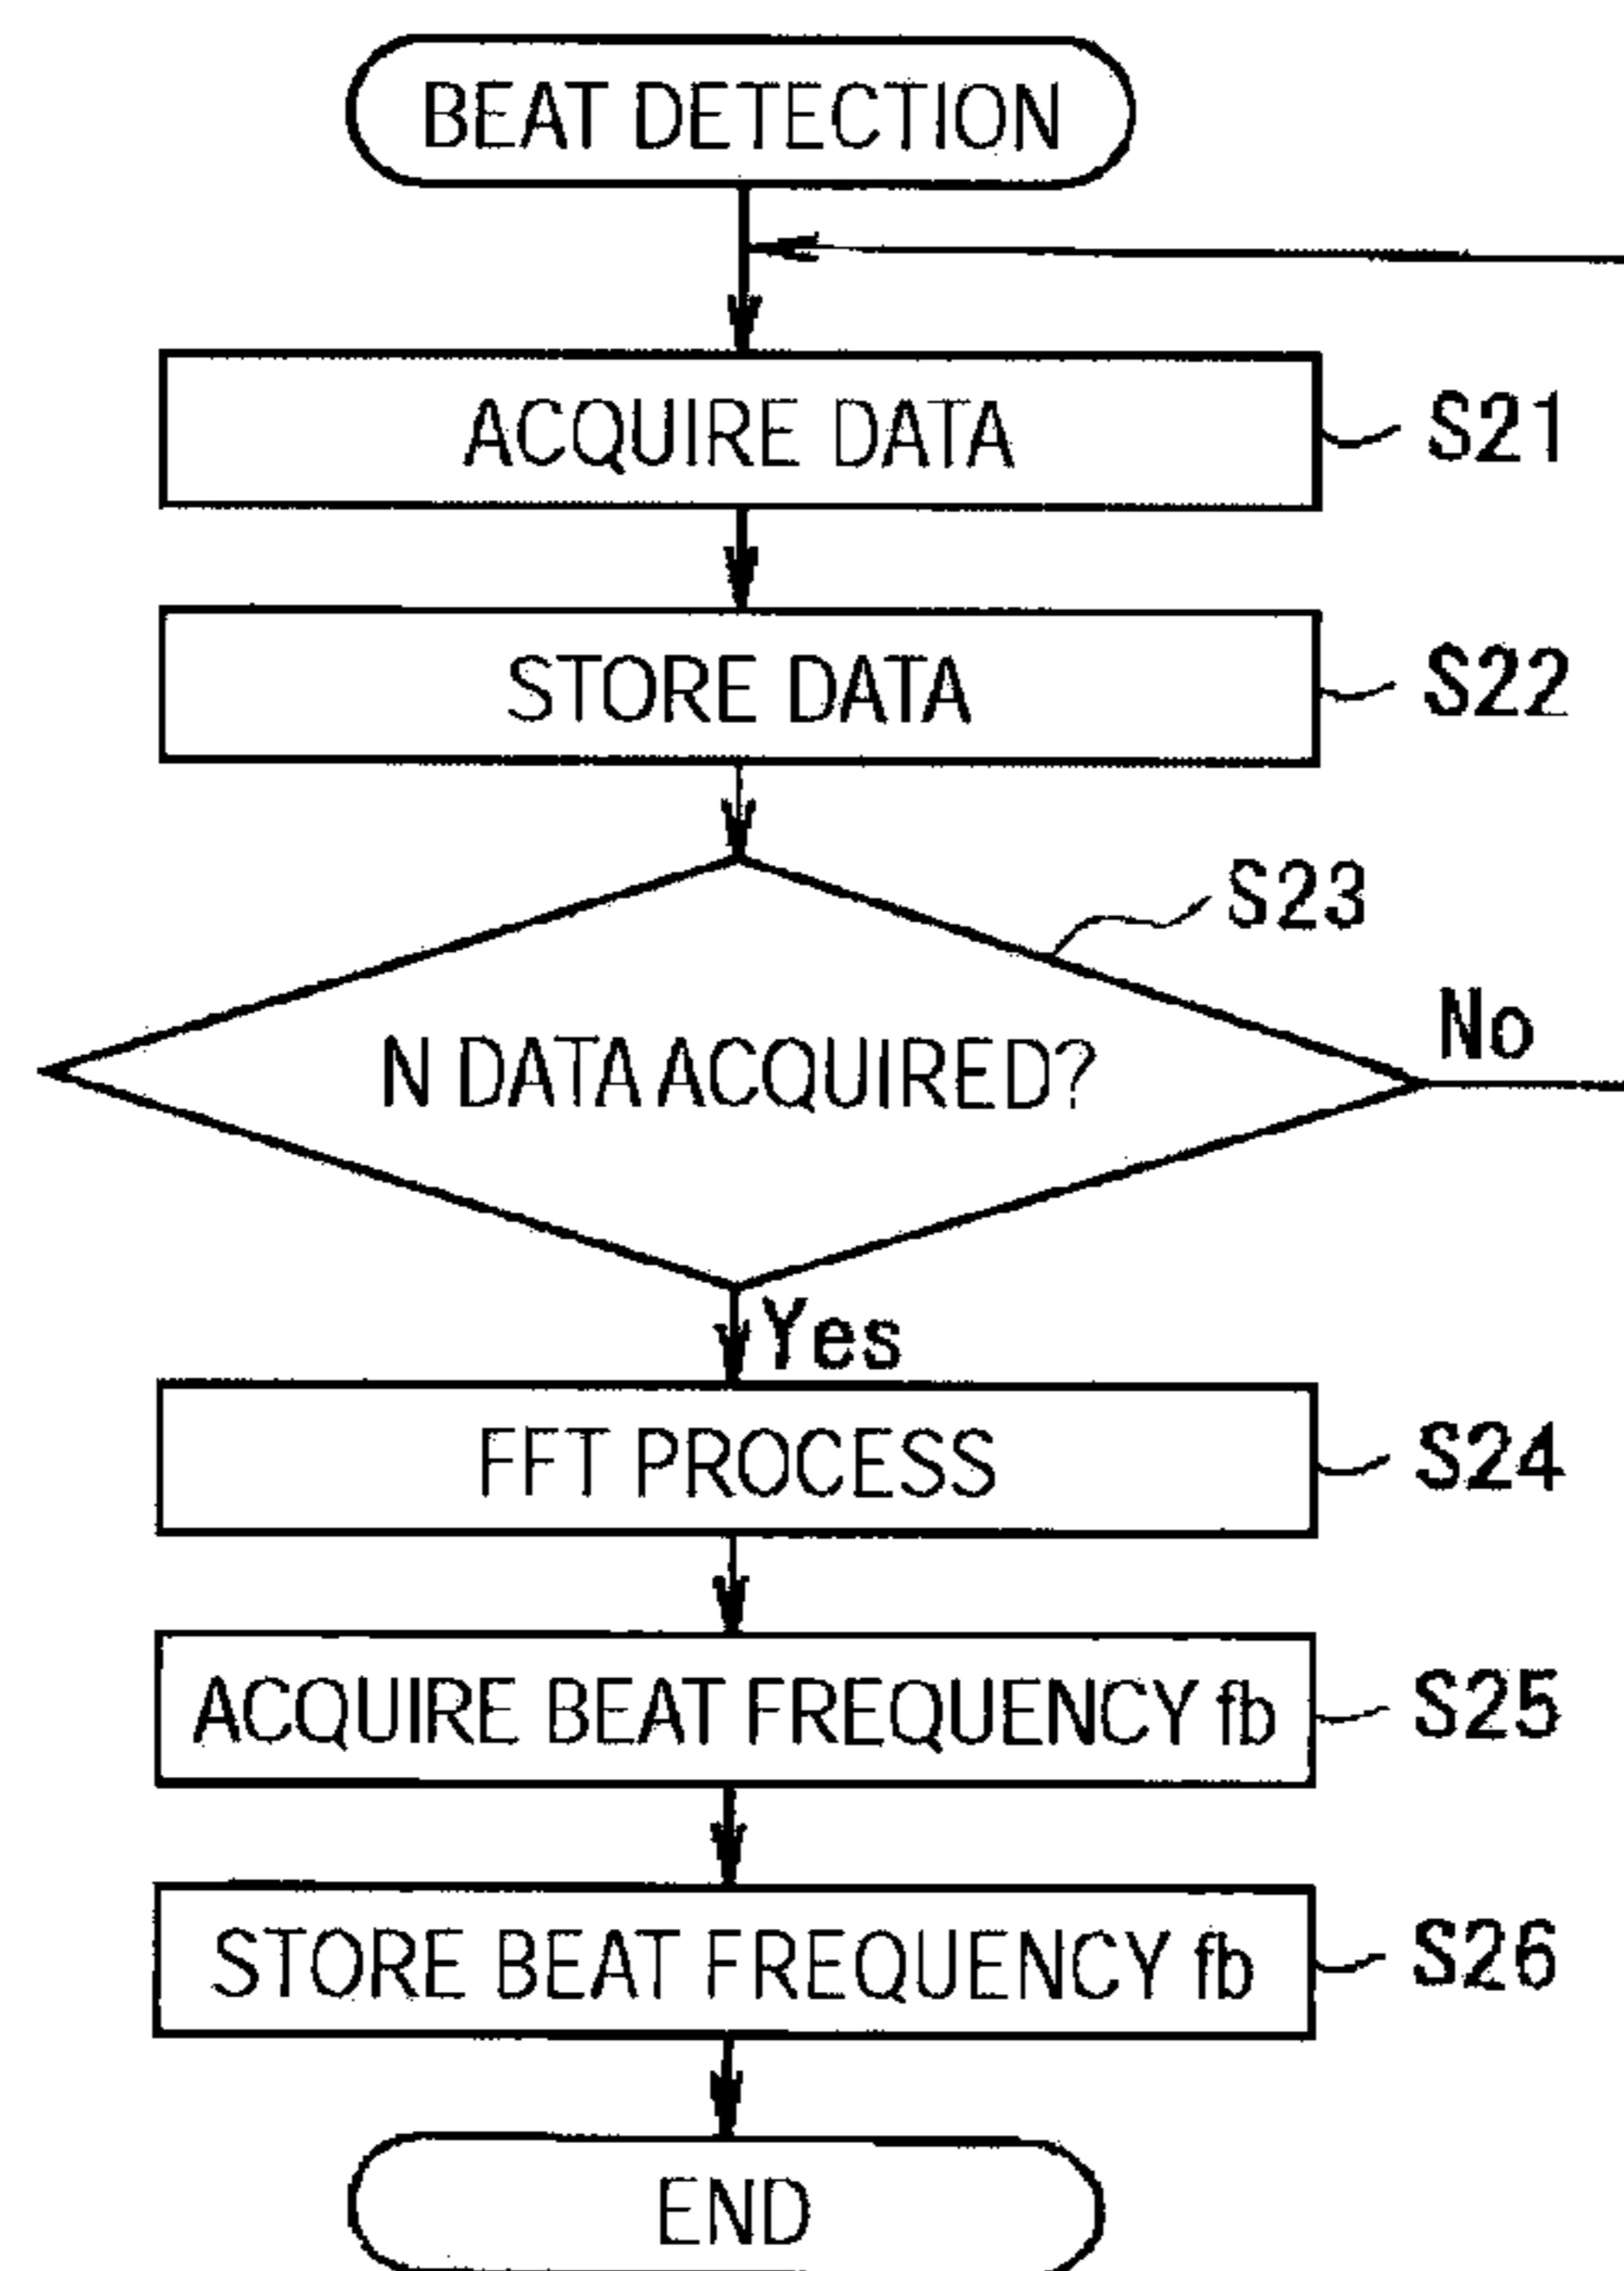 BEAT DETECTION
ACQUIRE DATA
S21
STORE DATA
S22
S23
N DATA ACQUIRED?
No
Yes
FFT PROCESS
S24
ACQUIRE BEAT FREQUENCY fb
S25
STORE BEAT FREQUENCY fb
S26
END